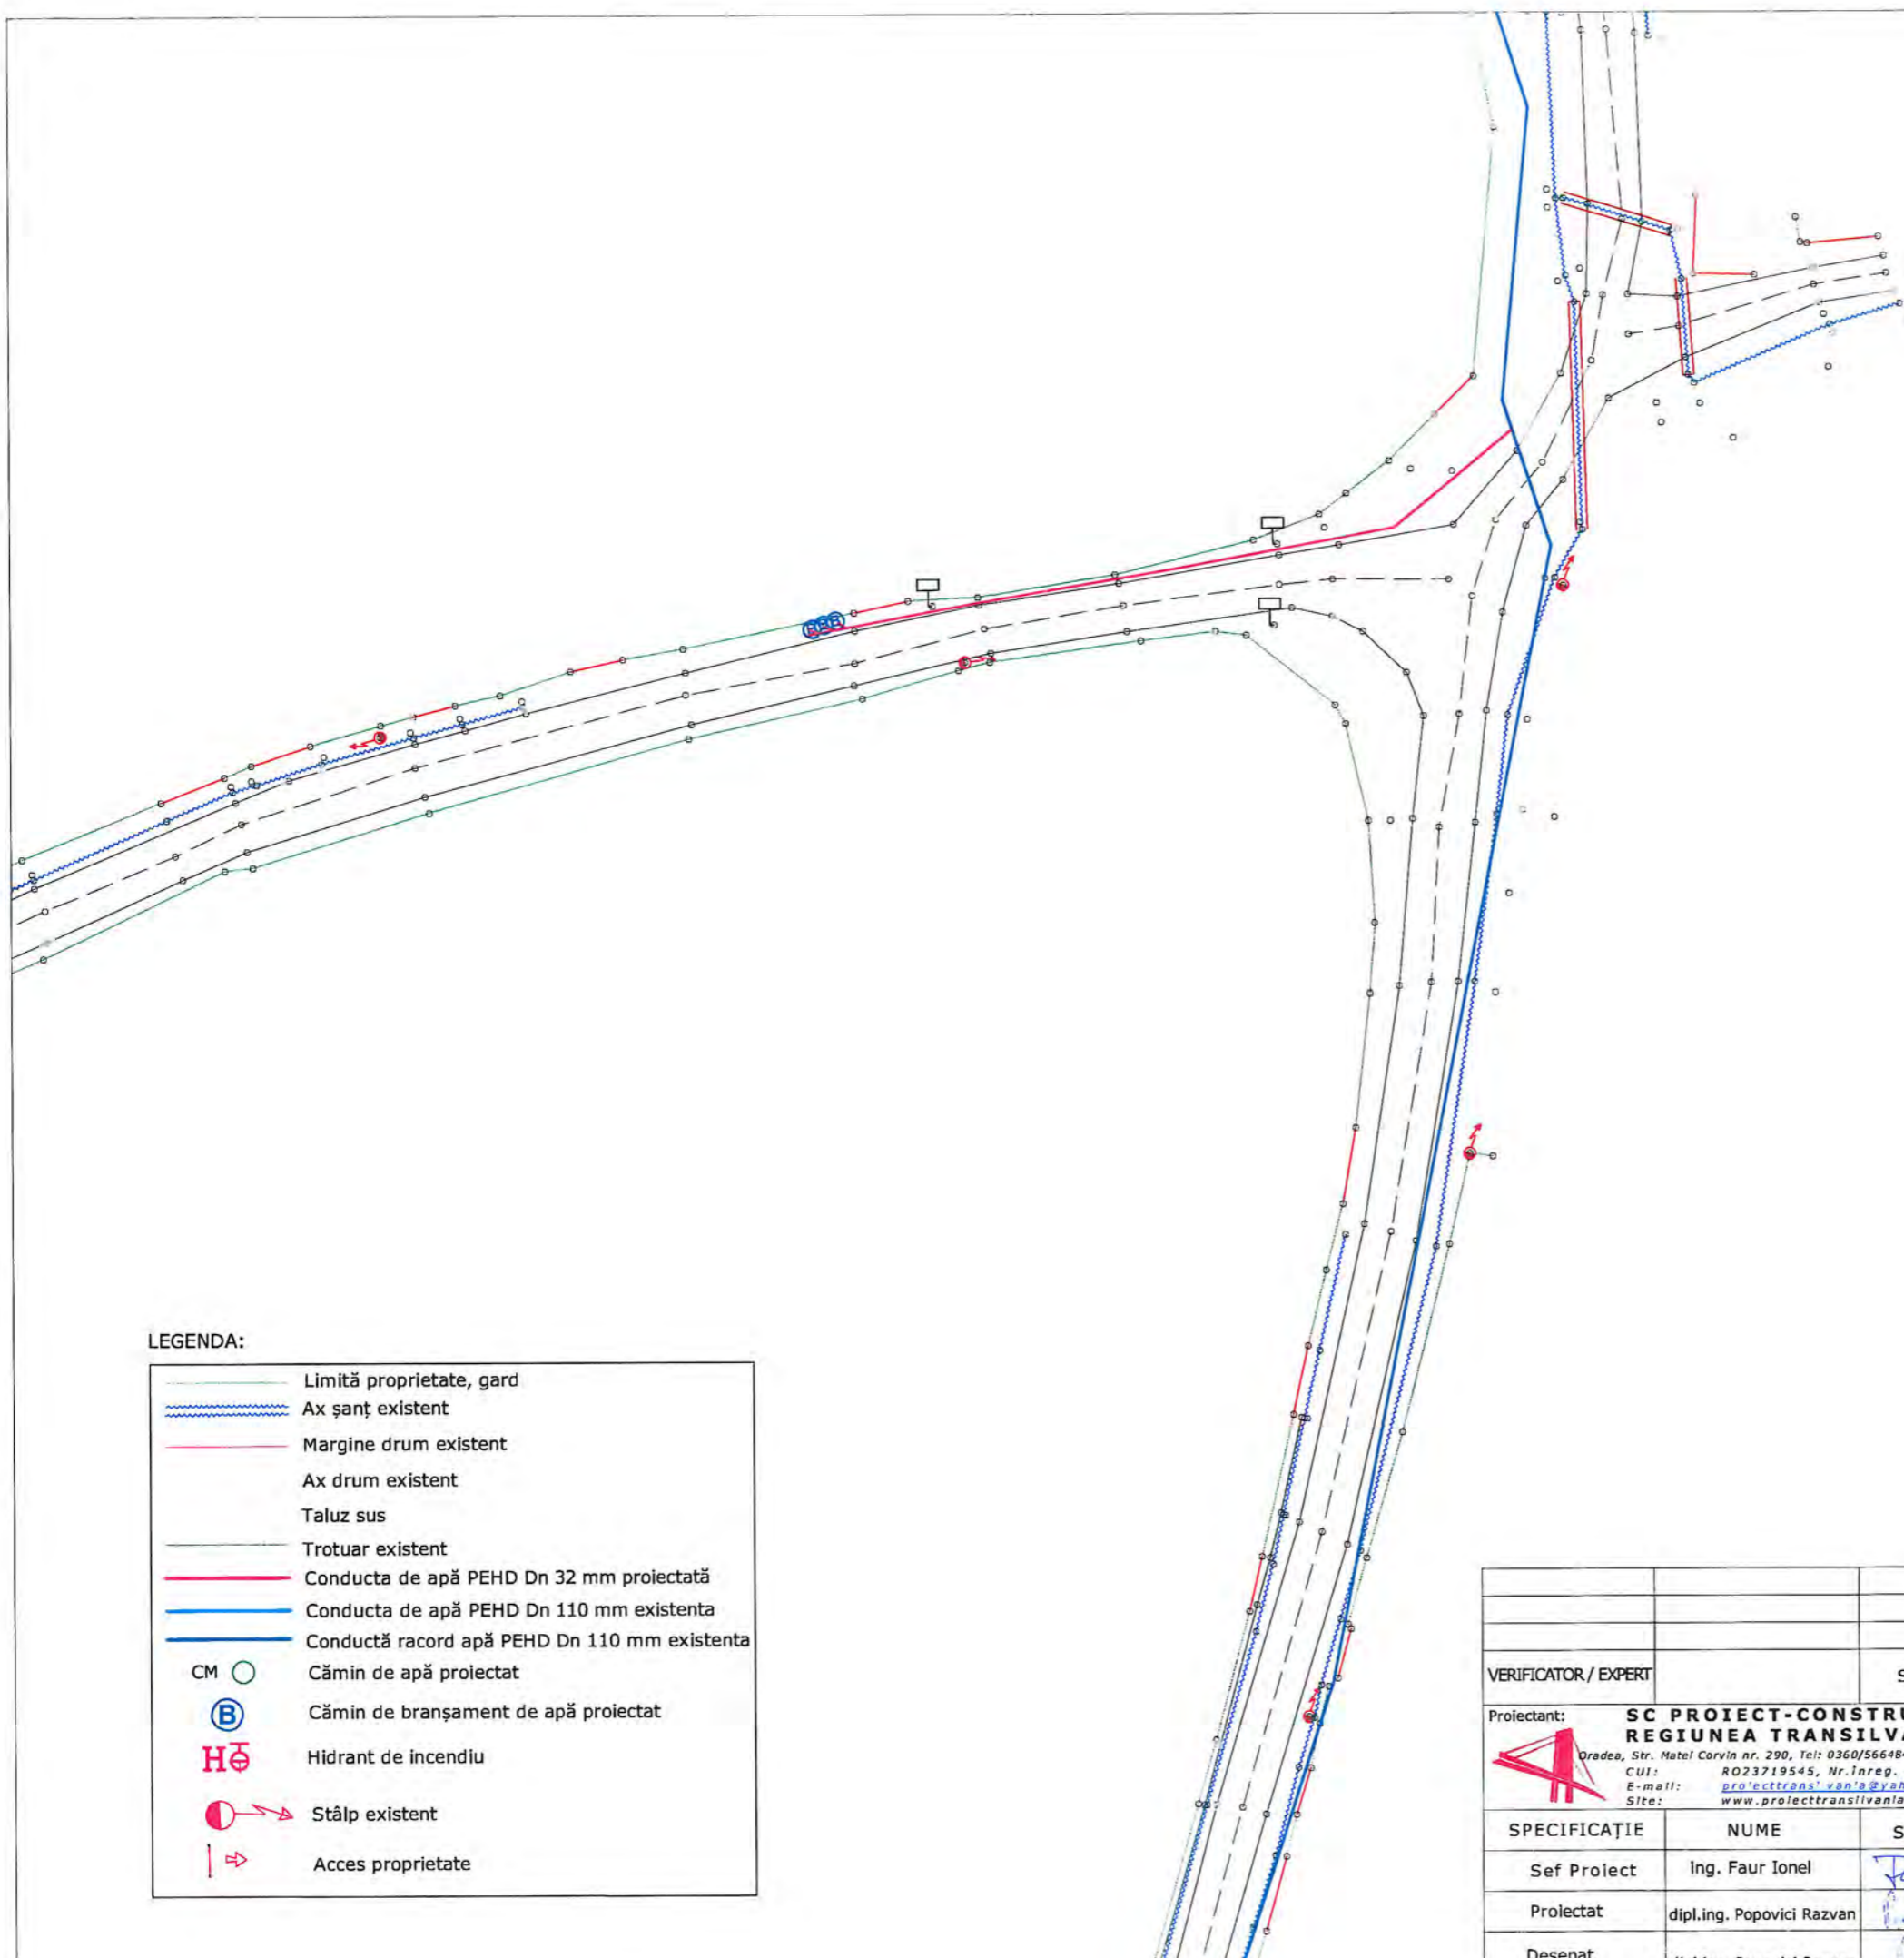 B B B
LEGENDA:
Limită proprietate, gard
Ax șanț existent
Margine drum existent
Ax drum existent
Taluz sus
Trotuar existent
Conducta de apă PEHD Dn 32 mm proiectată
Conducta de apă PEHD Dn 110 mm existenta
Conductă racord apă PEHD Dn 110 mm existenta
CM Cămin de apă proiectat
B Cămin de branșament de apă proiectat
H Hidrant de incendiu
Stâlp existent
Acces proprietate
VERIFICATOR / EXPERT S
Proiectant: SC PROIECT-CONSTRU
REGIUNEA TRANSILVA
Oradea, Str. Matei Corvin nr. 290, Tel: 0360/566484
CUI: RO23719545, Nr.înreg.
E-mail:
Site: www.proiecttransilvania
SPECIFICAȚIE NUME S
Sef Proiect ing. Faur Ionel
Proiectat dipl.ing. Popovici Razvan
Desenat